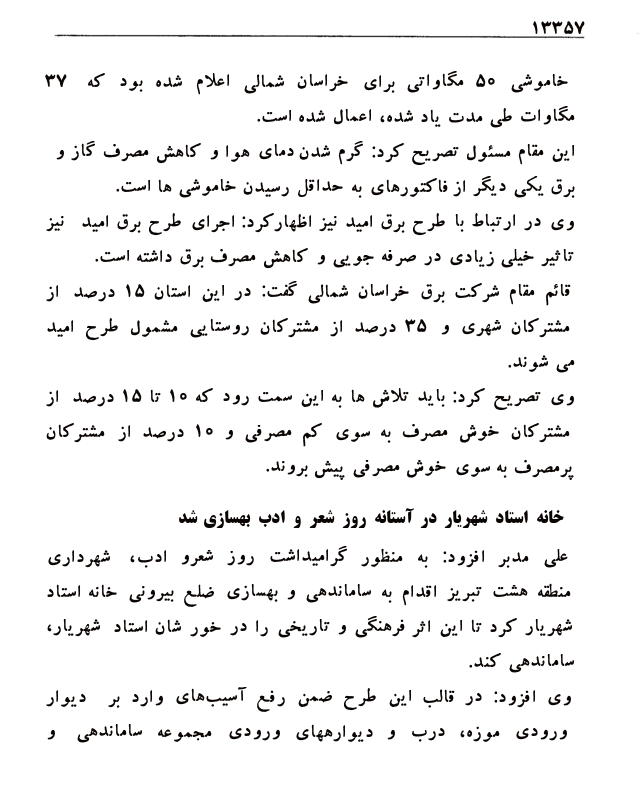 ۱۳۳۵۷
خاموشی ۵۰ مگاواتی برای خراسان شمالی اعلام شده بود که ۳۷
مگاوات طی مدت یاد شده، اعمال شده است.
این مقام مسئول تصریح کرد: گرم شدن دمای هوا و کاهش مصرف گاز و
برق یکی دیگر از فاکتورهای به حداقل رسیدن خاموشی ها است.
وی در ارتباط با طرح برق امید نیز اظهارکرد: اجرای طرح برق امید نیز
تاثیر خیلی زیادی در صرفه جویی و کاهش مصرف برق داشته است.
قائم مقام شرکت برق خراسان شمالی گفت: در این استان ۱۵ درصد از
مشترکان شهری و ۳۵ درصد از مشترکان روستایی مشمول طرح امید
می شوند.
وی تصریح کرد: باید تلاش ها به این سمت رود که ۱۰ تا ۱۵ درصد از
مشترکان خوش مصرف به سوی کم مصرفی و ۱۰ درصد از مشترکان
پرمصرف به سوی خوش مصرفی پیش بروند.
خانه استاد شهریار در آستانه روز شعر و ادب بهسازی شد
علی مدبر افزود: به منظور گرامیداشت روز شعرو ادب، شهرداری
منطقه هشت تبریز اقدام به ساماندهی و بهسازی ضلع بیرونی خانه استاد
شهریار کرد تا این اثر فرهنگی و تاریخی را در خور شان استاد شهریار،
ساماندهی کند.
وی افزود: در قالب این طرح ضمن رفع آسیب‌های وارد بر دیوار
ورودی موزه، درب و دیوارههای ورودی مجموعه ساماندهی و